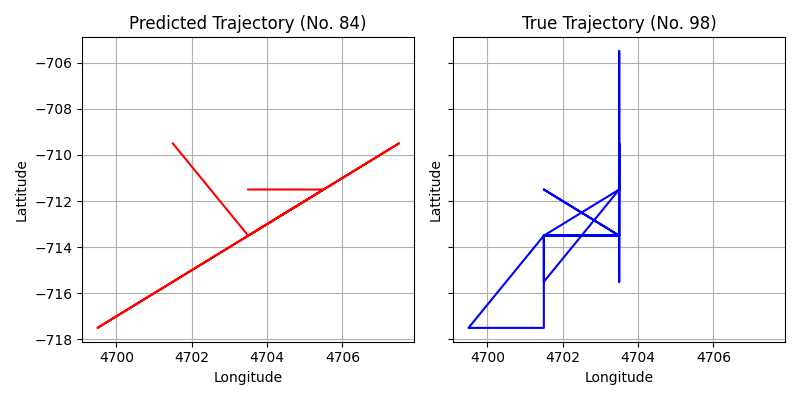 Predicted Trajectory (No. 84)
True Trajectory (No. 98)
−706
−708
−710
−712
−714
−716
−718
Lattitude
Lattitude
4700 4702 4704 4706
4700 4702 4704 4706
Longitude
Longitude